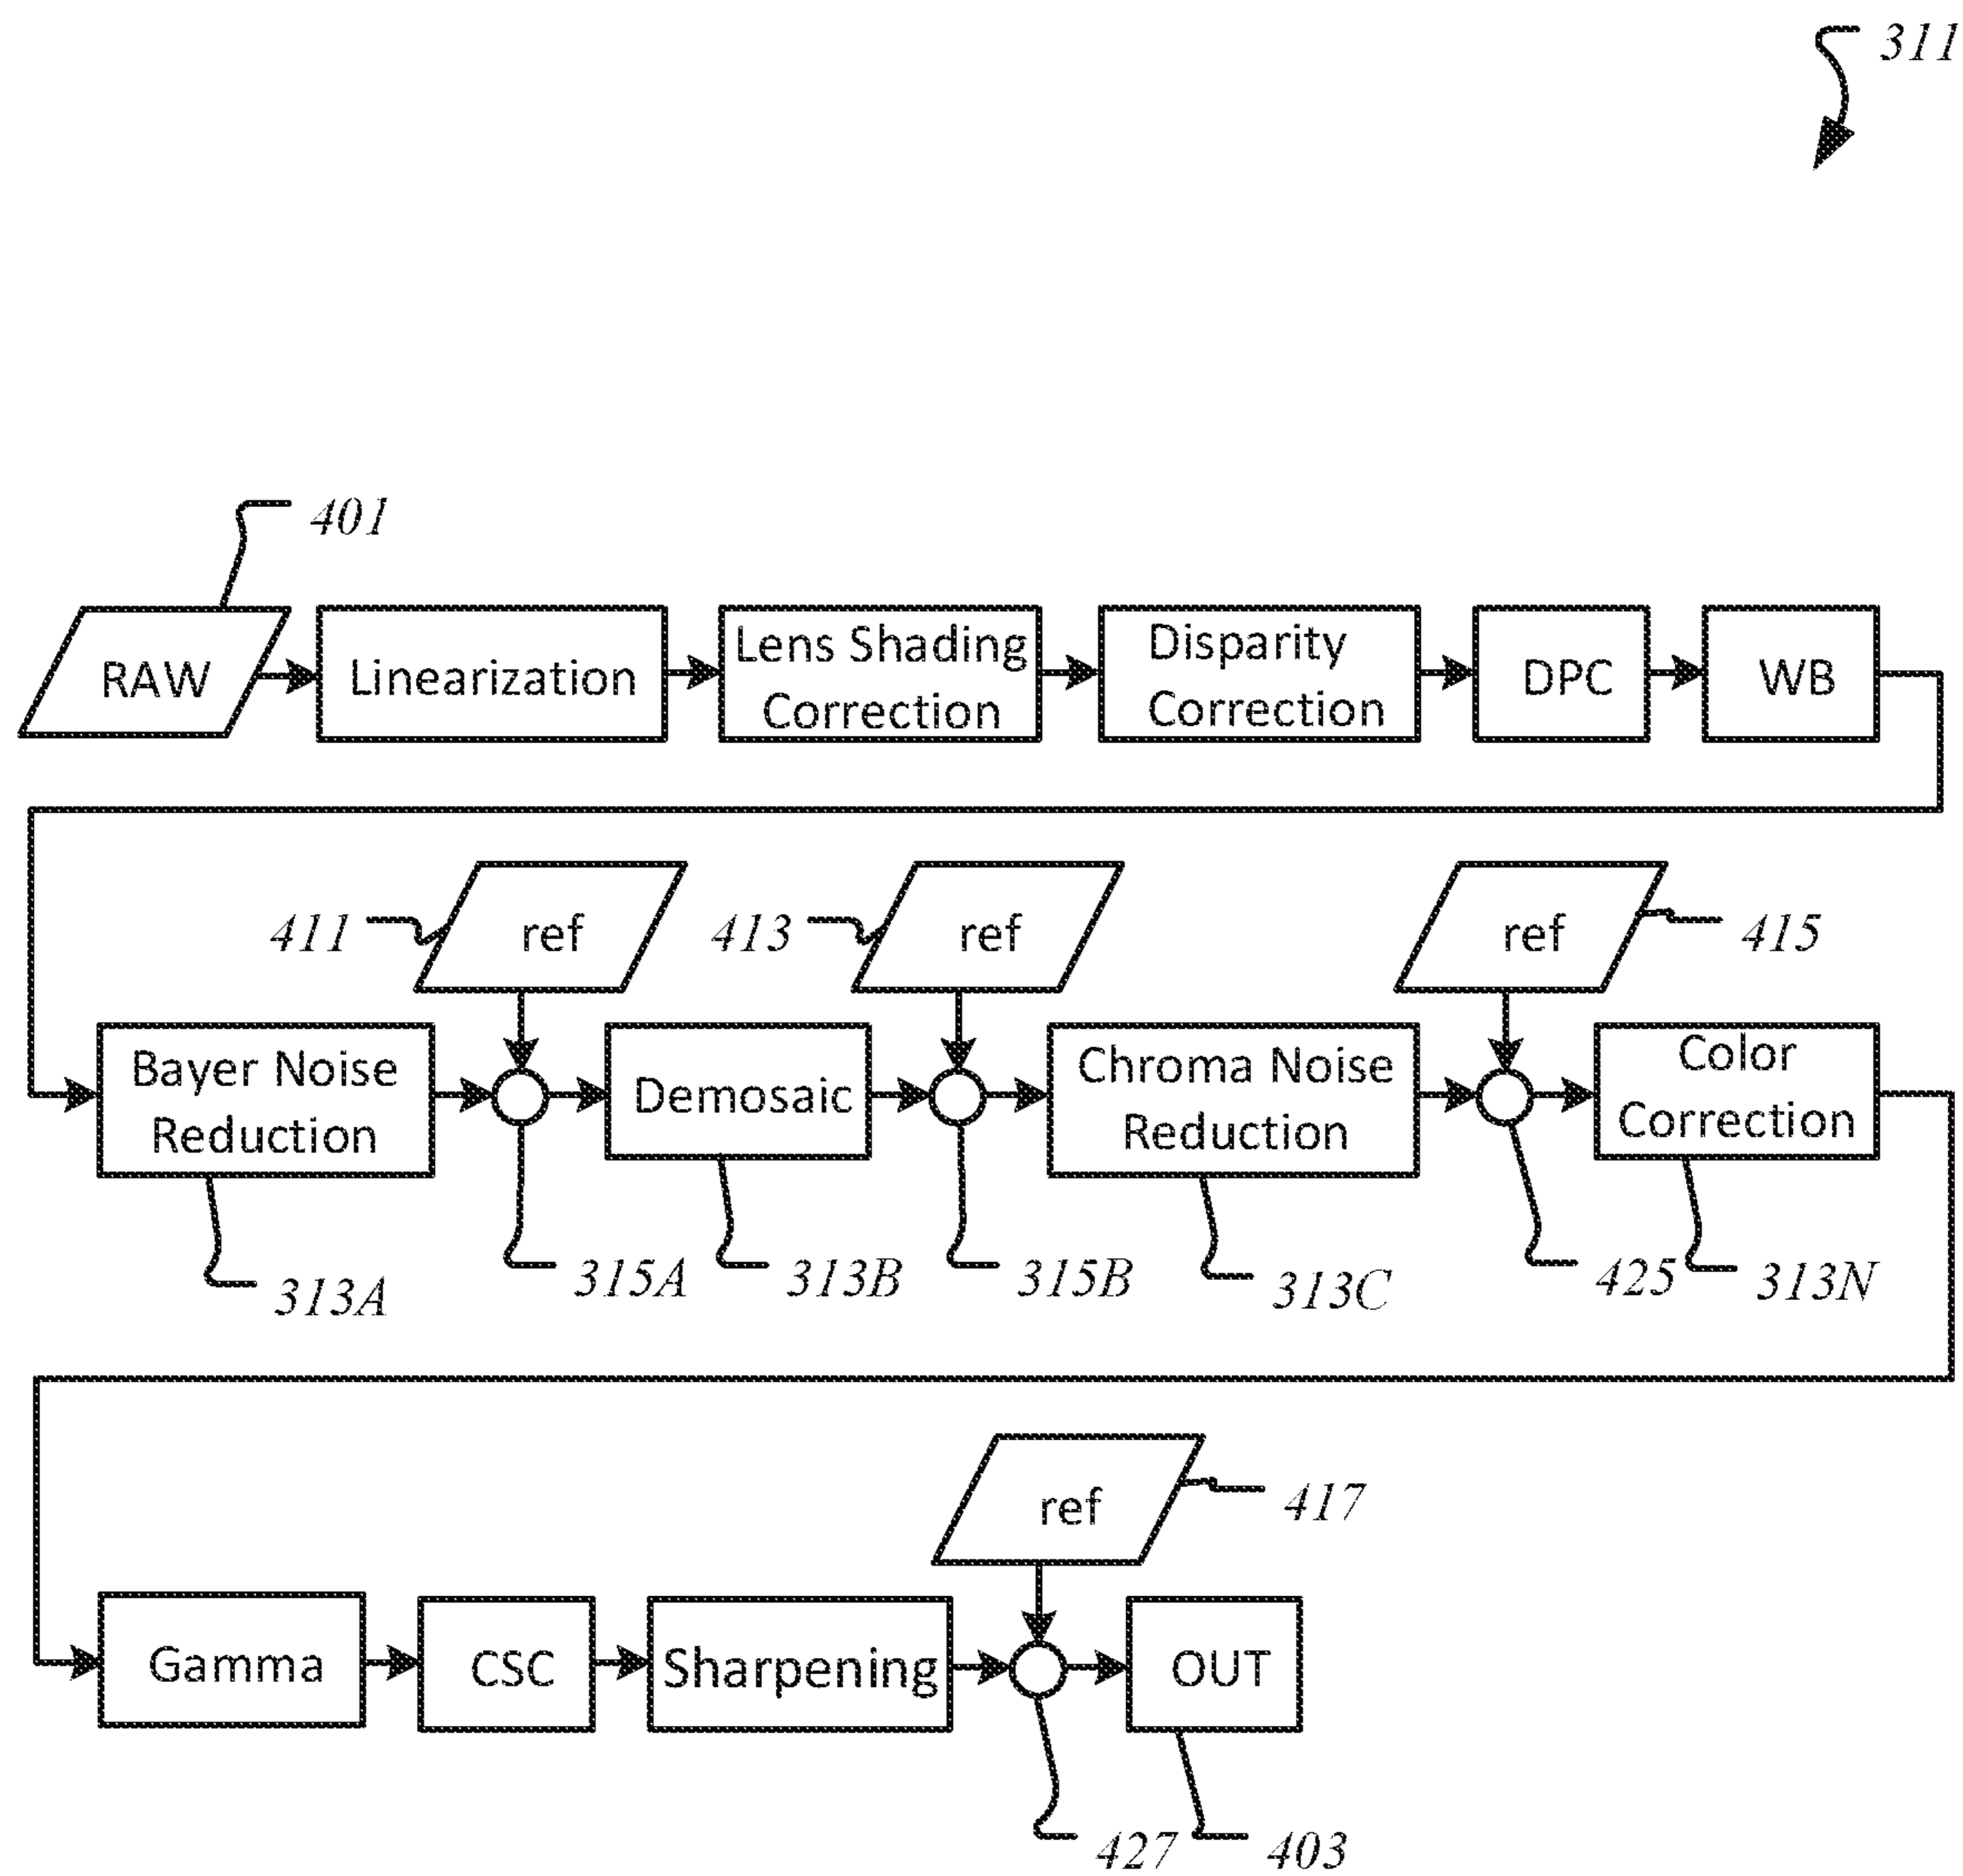 311
401
RAW
Linearization
Lens Shading
Correction
Disparity
Correction
DPC
WB
411
ref
413
ref
ref
415
Bayer Noise
Reduction
Demosaic
Chroma Noise
Reduction
Color
Correction
313A
315A
313B
315B
313C
425
313N
ref
417
Gamma
CSC
Sharpening
OUT
427
403